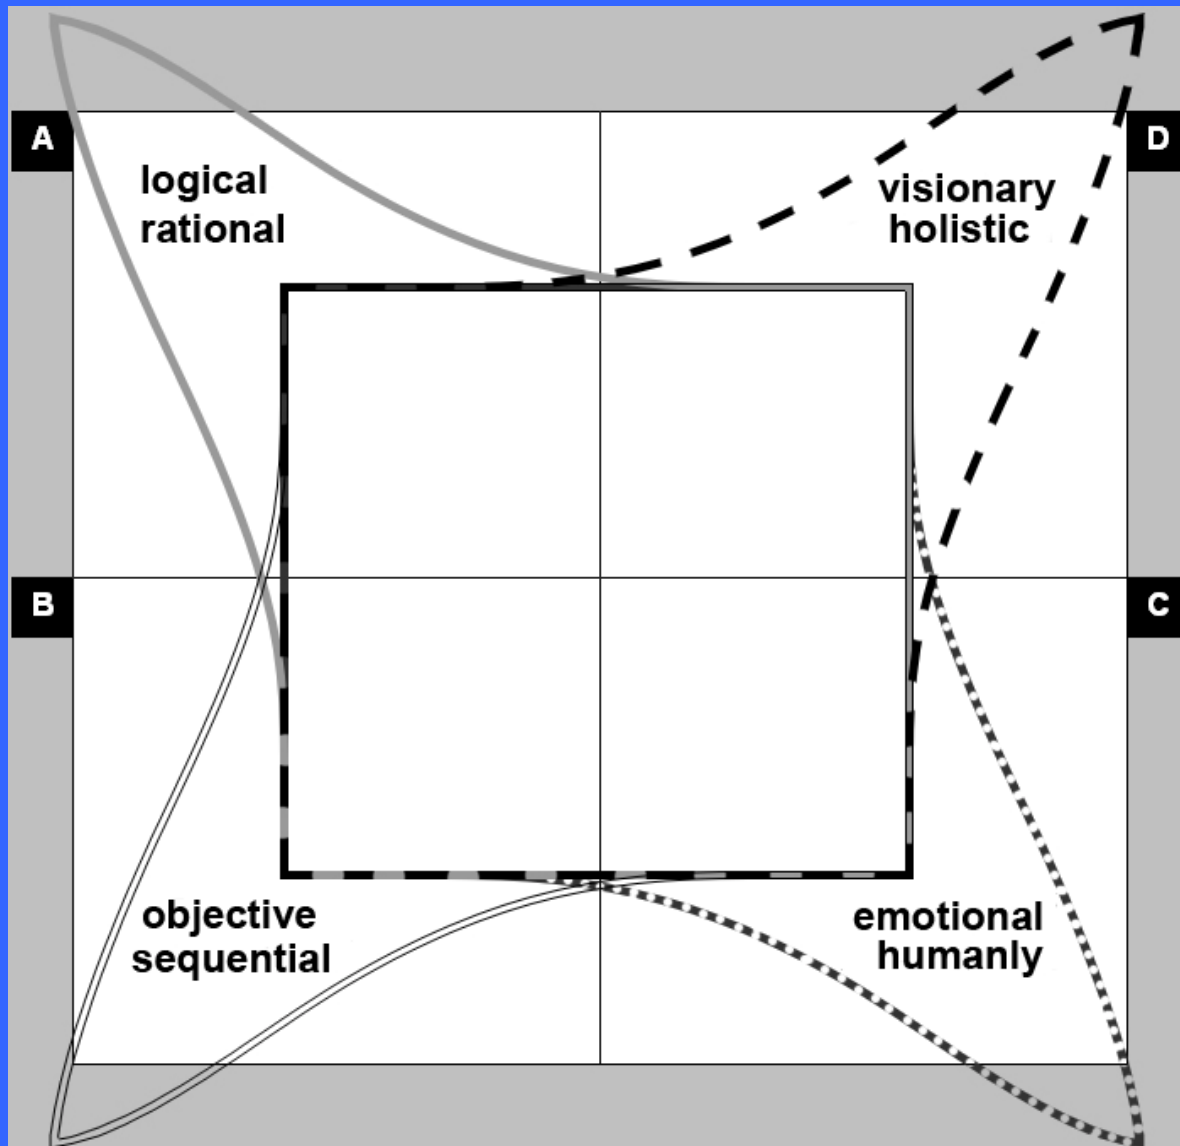 A
D
logical
rational
visionary
holistic
B
C
objective
sequential
emotional
humanly